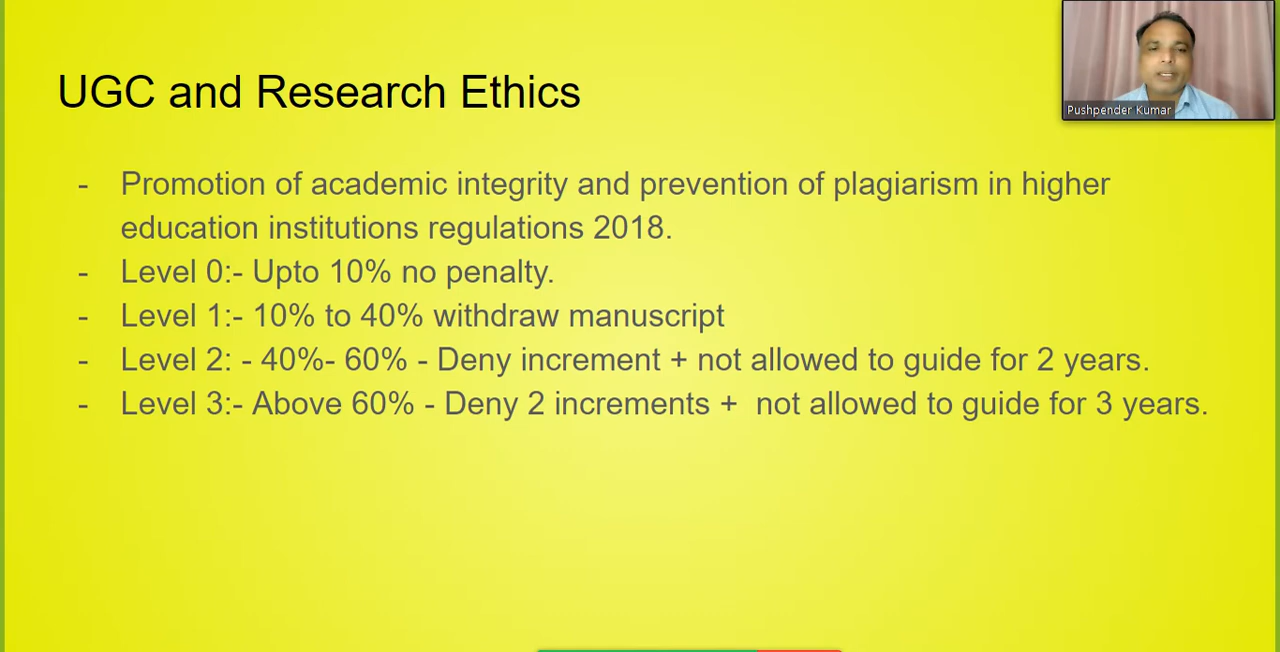 UGC and Research Ethics
Pushpender Kumar
- Promotion of academic integrity and prevention of plagiarism in higher
education institutions regulations 2018.
- Level 0:- Upto 10% no penalty.
- Level 1:- 10% to 40% withdraw manuscript
- Level 2: - 40%- 60% - Deny increment + not allowed to guide for 2 years.
- Level 3:- Above 60% - Deny 2 increments +  not allowed to guide for 3 years.